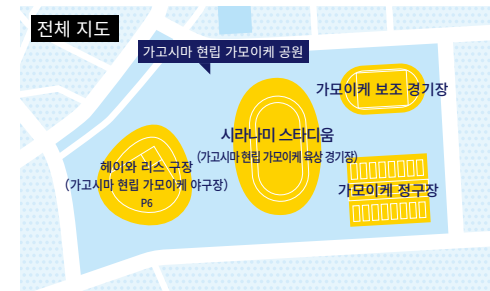 전체 지도
가고시마 현립 가모이케 공원
가모이케 보조 경기장
시라나미 스타디움
(가고시마 현립 가모이케 육상 경기장)
헤이와 리스 구장
(가고시마 현립 가모이케 야구장)
P6
가모이케 정구장